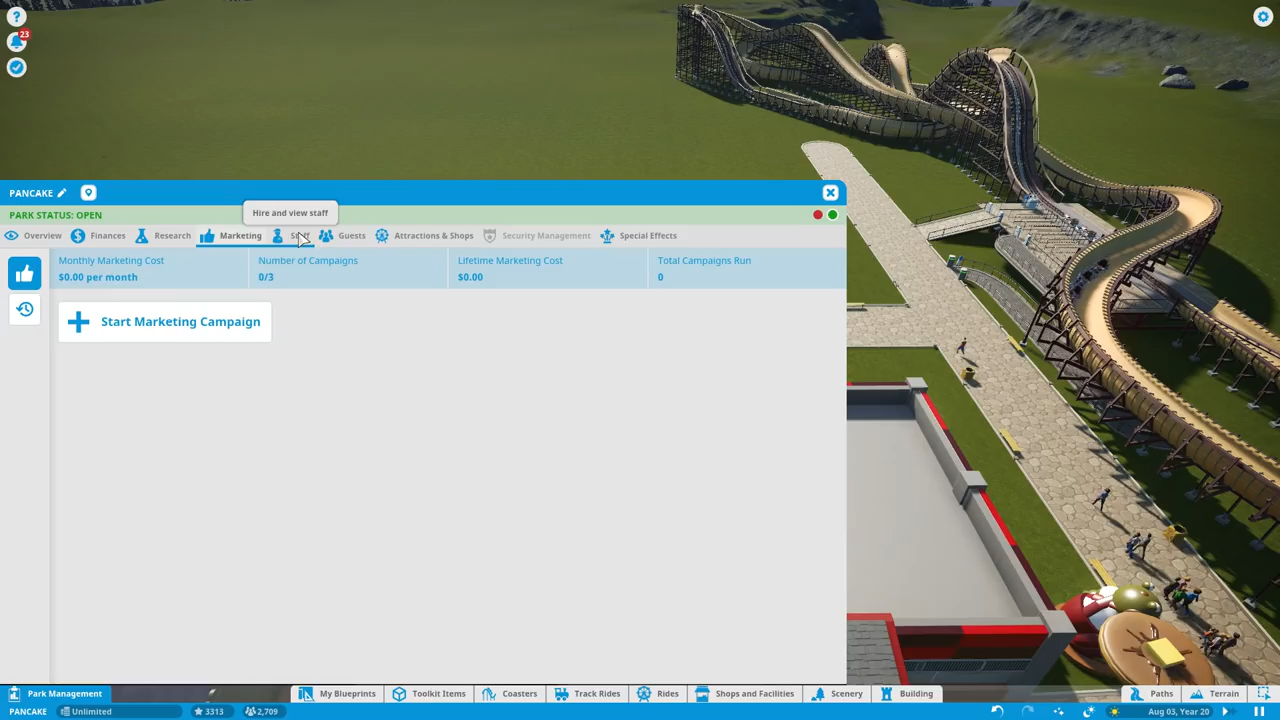 ?
23
PANCAKE
PARK STATUS: OPEN
Hire and view staff
Overview Finances Research Marketing Guests Attractions & Shops Security Management Special Effects
Monthly Marketing Cost Number of Campaigns Lifetime Marketing Cost Total Campaigns Run
$0.00 per month 0/3 $0.00 0
Start Marketing Campaign
Park Management My Blueprints Toolkit Items Coasters Track Rides Rides Shops and Facilities Scenery Building Paths Terrain
PANCAKE Unlimited 3313 2,709 Aug 03, Year 20